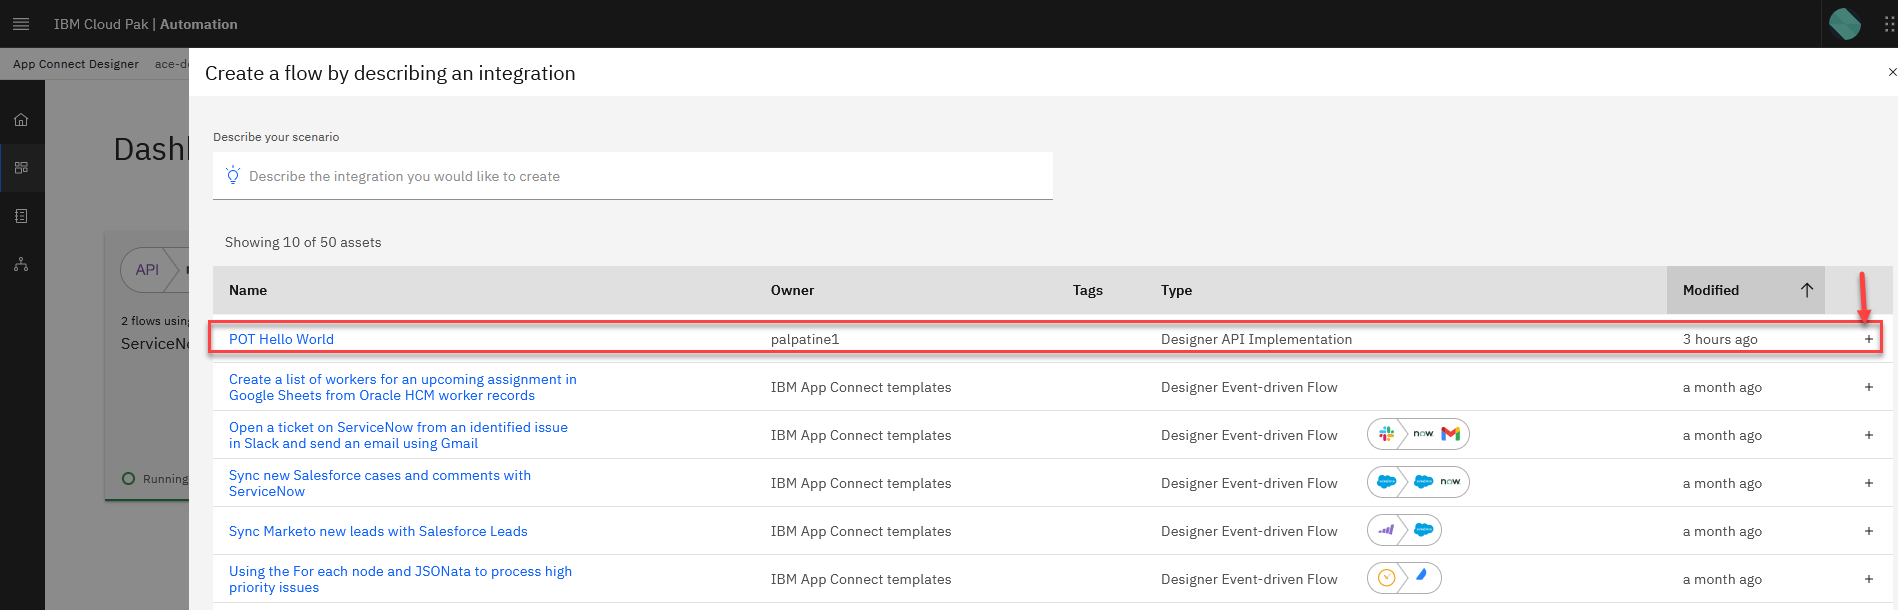 IBM Cloud Pak | Automation
App Connect Designer
ace-d
Create a flow by describing an integration
Dash
Describe your scenario
Describe the integration you would like to create
Showing 10 of 50 assets
API
2 flows using
ServiceNo
Running
Name Owner Tags Type Modified
POT Hello World palpatine1 Designer API Implementation 3 hours ago +
Create a list of workers for an upcoming assignment in
Google Sheets from Oracle HCM worker records
IBM App Connect templates Designer Event-driven Flow a month ago +
Open a ticket on ServiceNow from an identified issue
in Slack and send an email using Gmail
IBM App Connect templates Designer Event-driven Flow now a month ago +
Sync new Salesforce cases and comments with
ServiceNow
IBM App Connect templates Designer Event-driven Flow now a month ago +
Sync Marketo new leads with Salesforce Leads IBM App Connect templates Designer Event-driven Flow a month ago +
Using the For each node and JSONata to process high
priority issues
IBM App Connect templates Designer Event-driven Flow a month ago +